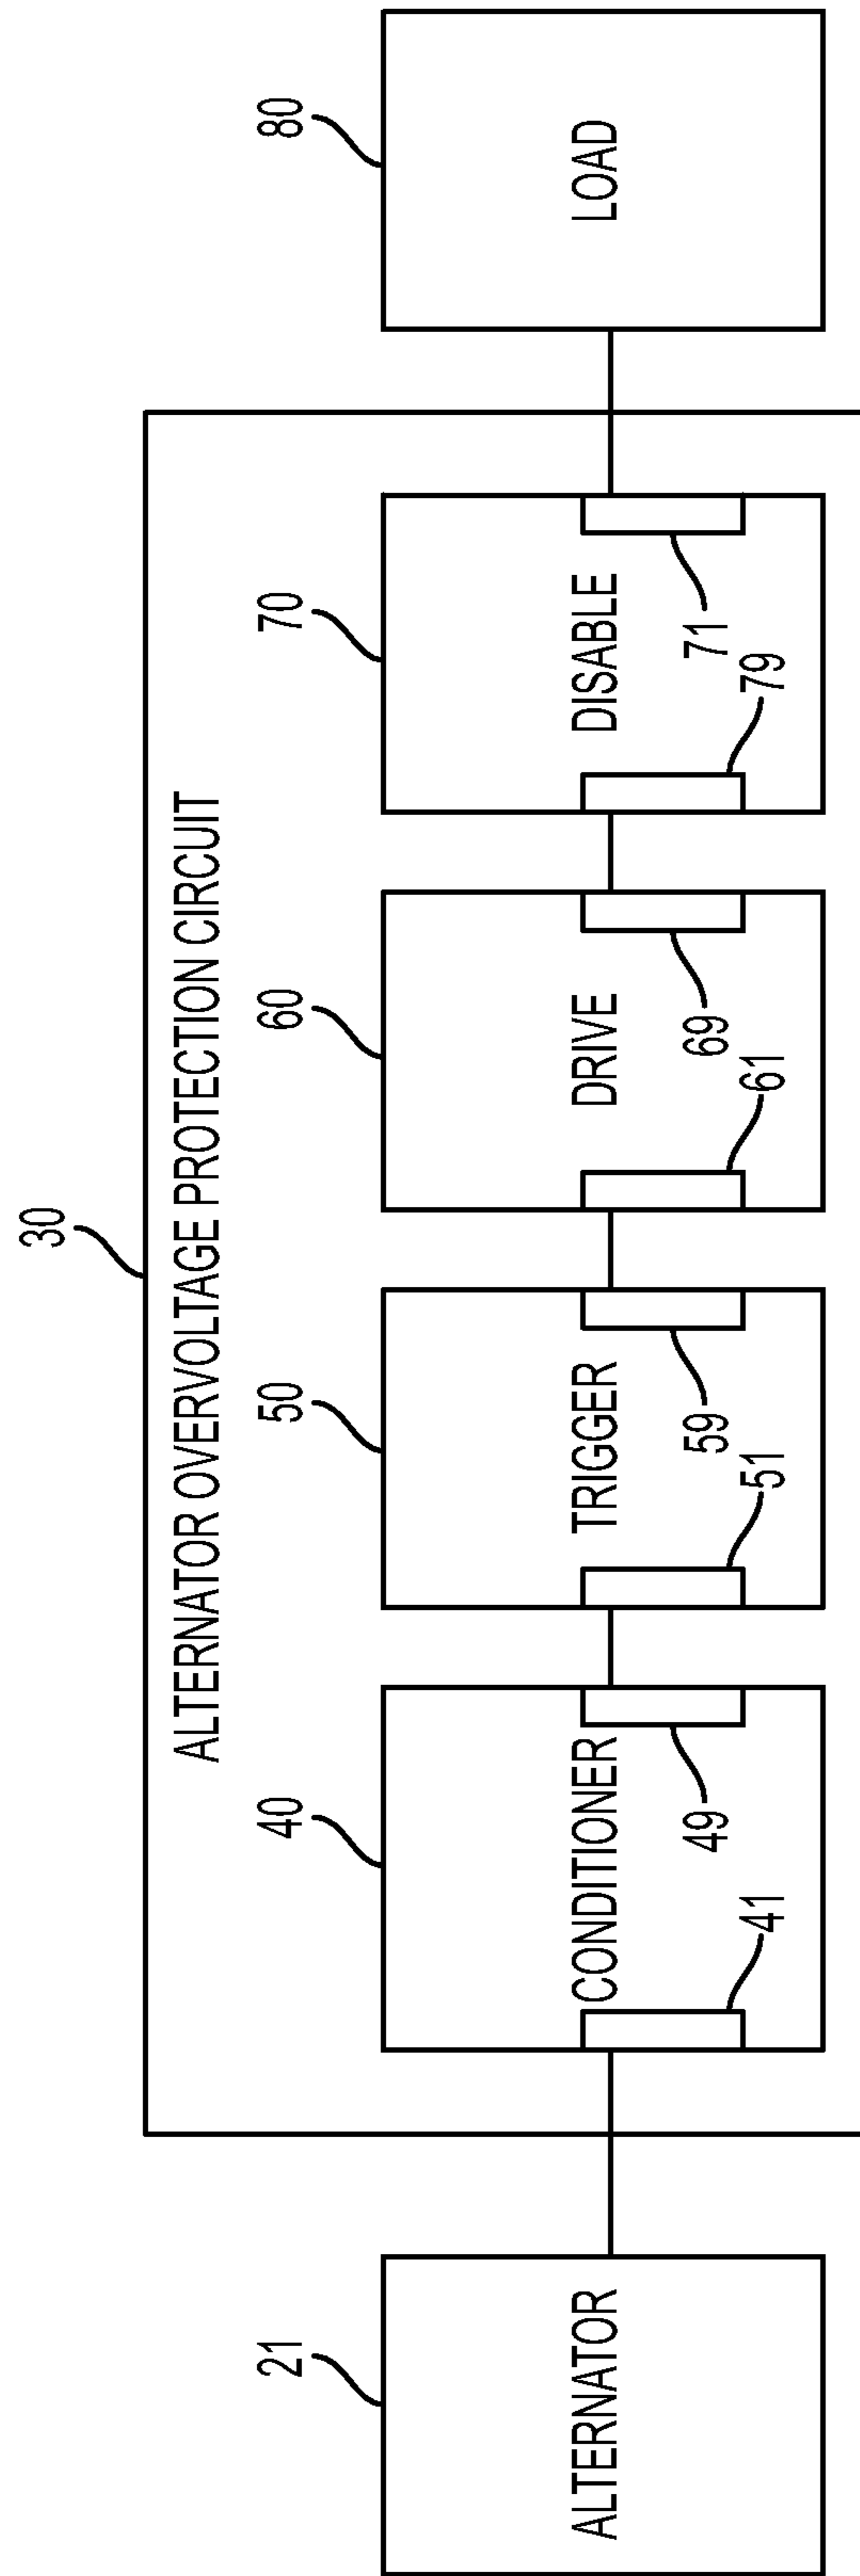 30
ALTERNATOR OVERVOLTAGE PROTECTION CIRCUIT
21
40
50
60
70
80
ALTERNATOR
CONDITIONER
TRIGGER
DRIVE
DISABLE
LOAD
49
59
69
71
41
51
61
79